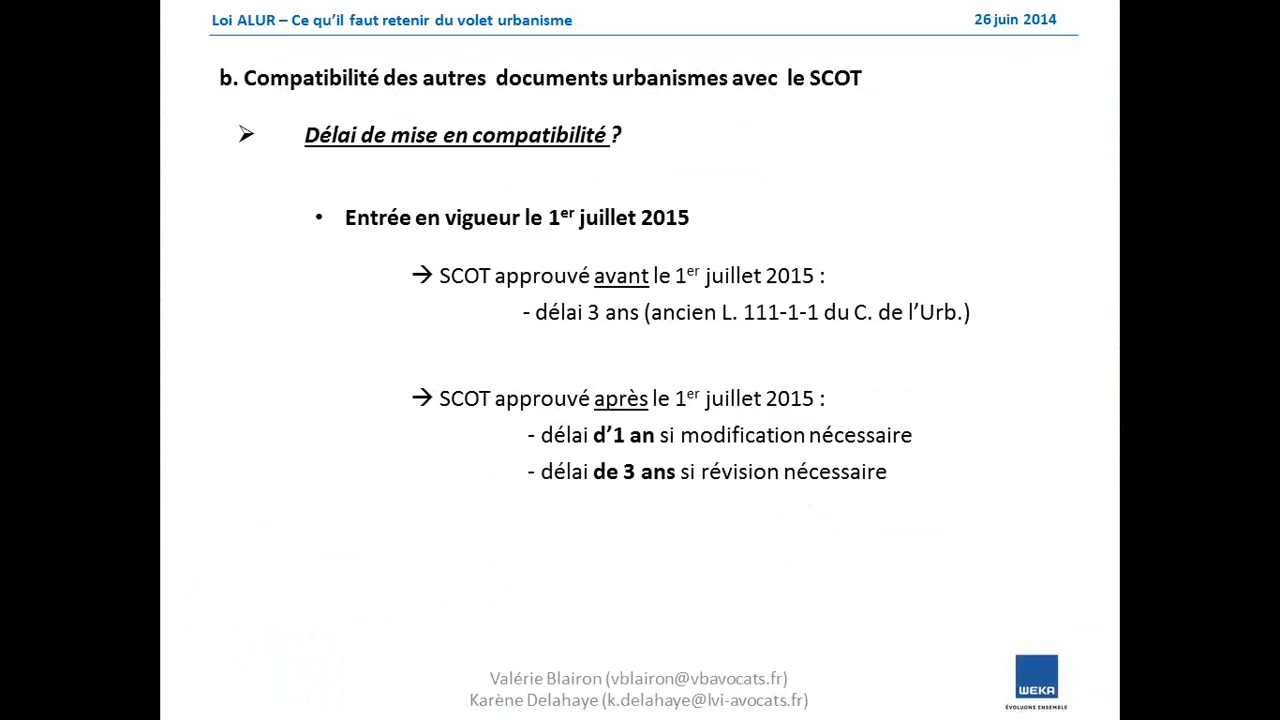 Loi ALUR – Ce qu’il faut retenir du volet urbanisme
26 juin 2014
b. Compatibilité des autres documents urbanismes avec le SCOT
➢ Délai de mise en compatibilité ?
• Entrée en vigueur le 1er juillet 2015
→ SCOT approuvé avant le 1er juillet 2015 :
- délai 3 ans (ancien L. 111-1-1 du C. de l’Urb.)
→ SCOT approuvé après le 1er juillet 2015 :
- délai d’1 an si modification nécessaire
- délai de 3 ans si révision nécessaire
Valérie Blairon (vblairon@vbavocats.fr)
Karène Delahaye (k.delahaye@lvi-avocats.fr)
WEKA
ÉVOLUONS ENSEMBLE